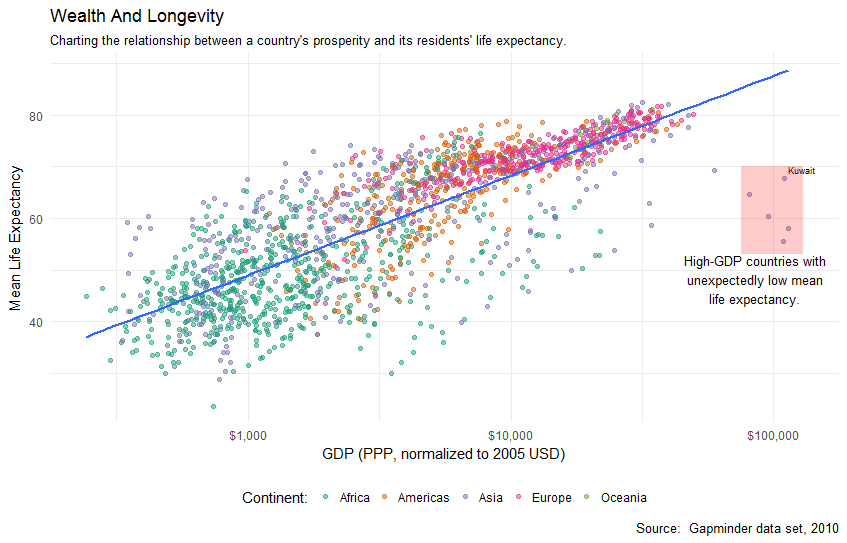 Wealth And Longevity
Charting the relationship between a country's prosperity and its residents' life expectancy.
Mean Life Expectancy
80
60
40
Kuwait
High-GDP countries with
unexpectedly low mean
life expectancy.
$1,000 $10,000 $100,000
GDP (PPP, normalized to 2005 USD)
Continent: Africa Americas Asia Europe Oceania
Source:  Gapminder data set, 2010